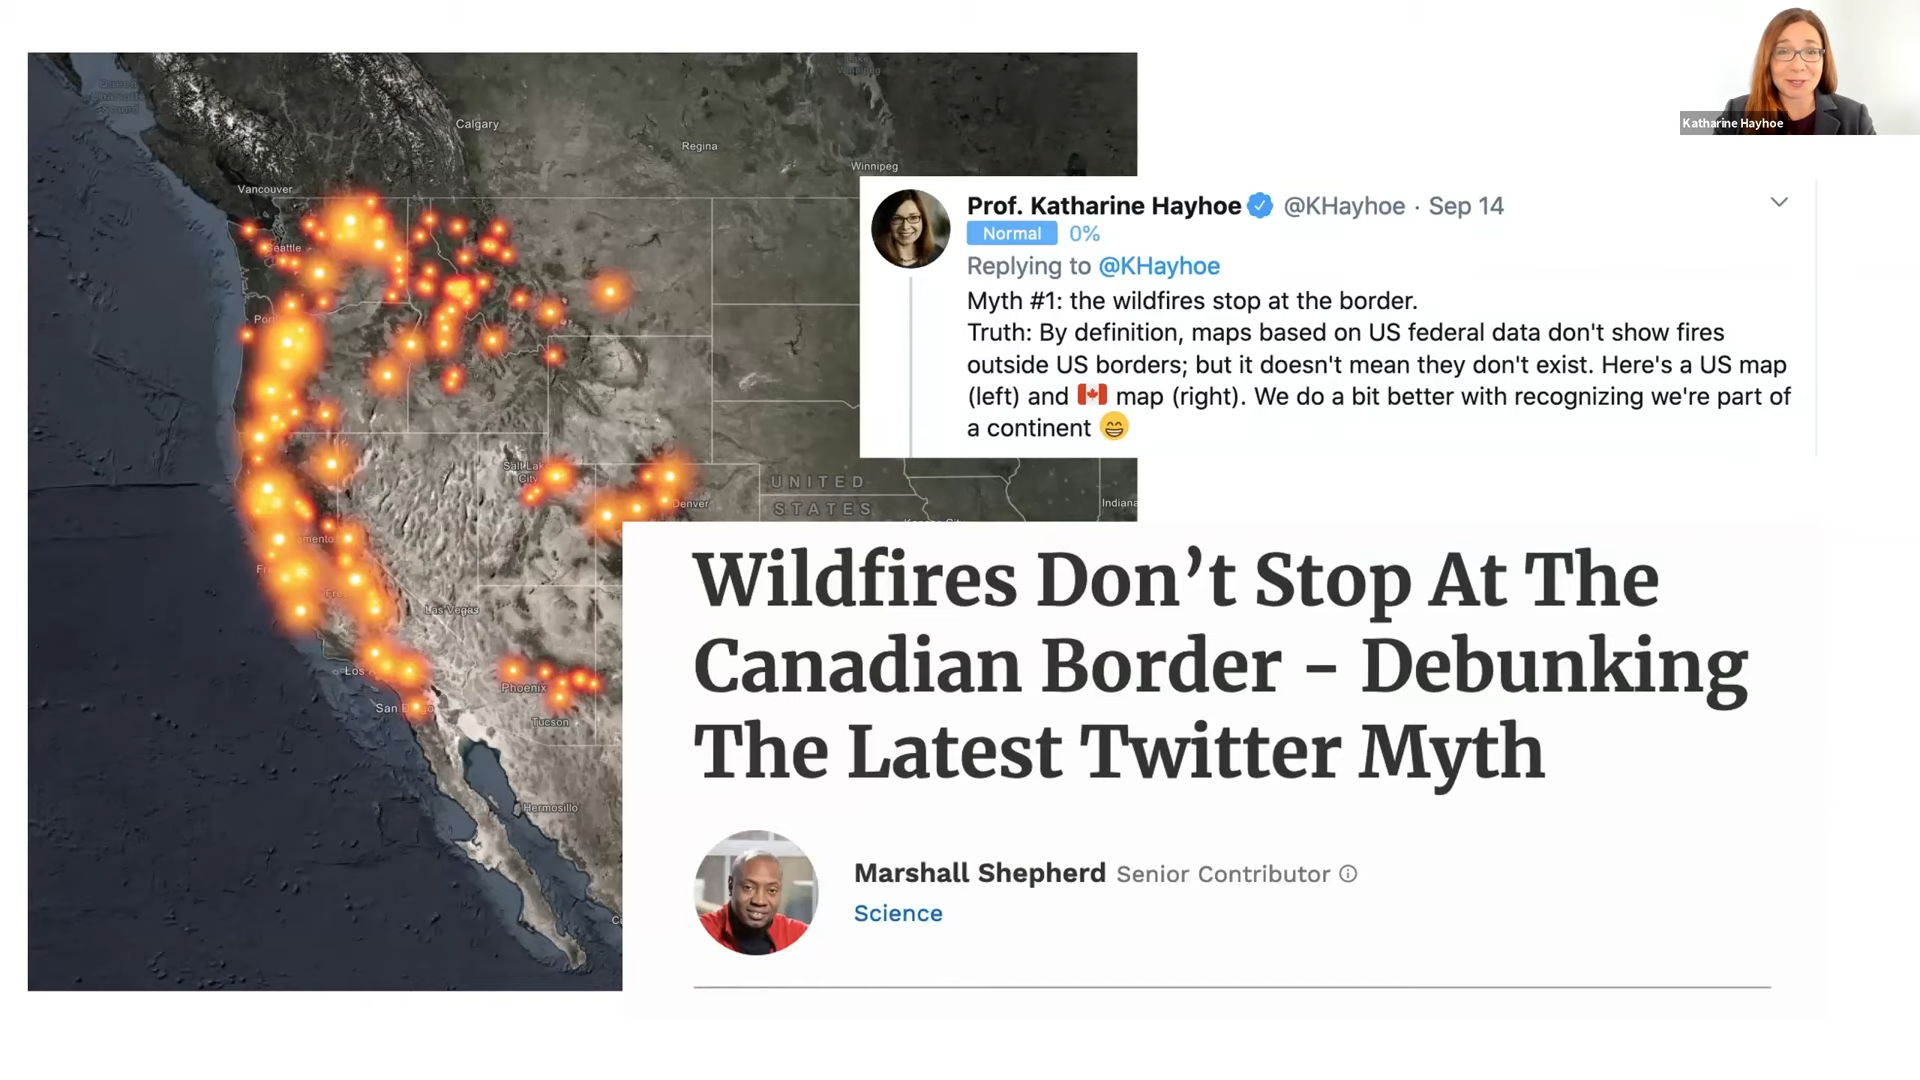 Katharine Hayhoe
Calgary
Regina
Winnipeg
Vancouver
Seattle
Salt Lak
City
Denver
UNITED
STATES
Indiana
Las Vegas
Phoenix
Tucson
Hermosillo
Prof. Katharine Hayhoe @KHayhoe · Sep 14
Normal 0%
Replying to @KHayhoe
Myth #1: the wildfires stop at the border.
Truth: By definition, maps based on US federal data don't show fires
outside US borders; but it doesn't mean they don't exist. Here's a US map
(left) and 🇨🇦 map (right). We do a bit better with recognizing we're part of
a continent 😄
Wildfires Don’t Stop At The
Canadian Border – Debunking
The Latest Twitter Myth
Marshall Shepherd Senior Contributor
Science